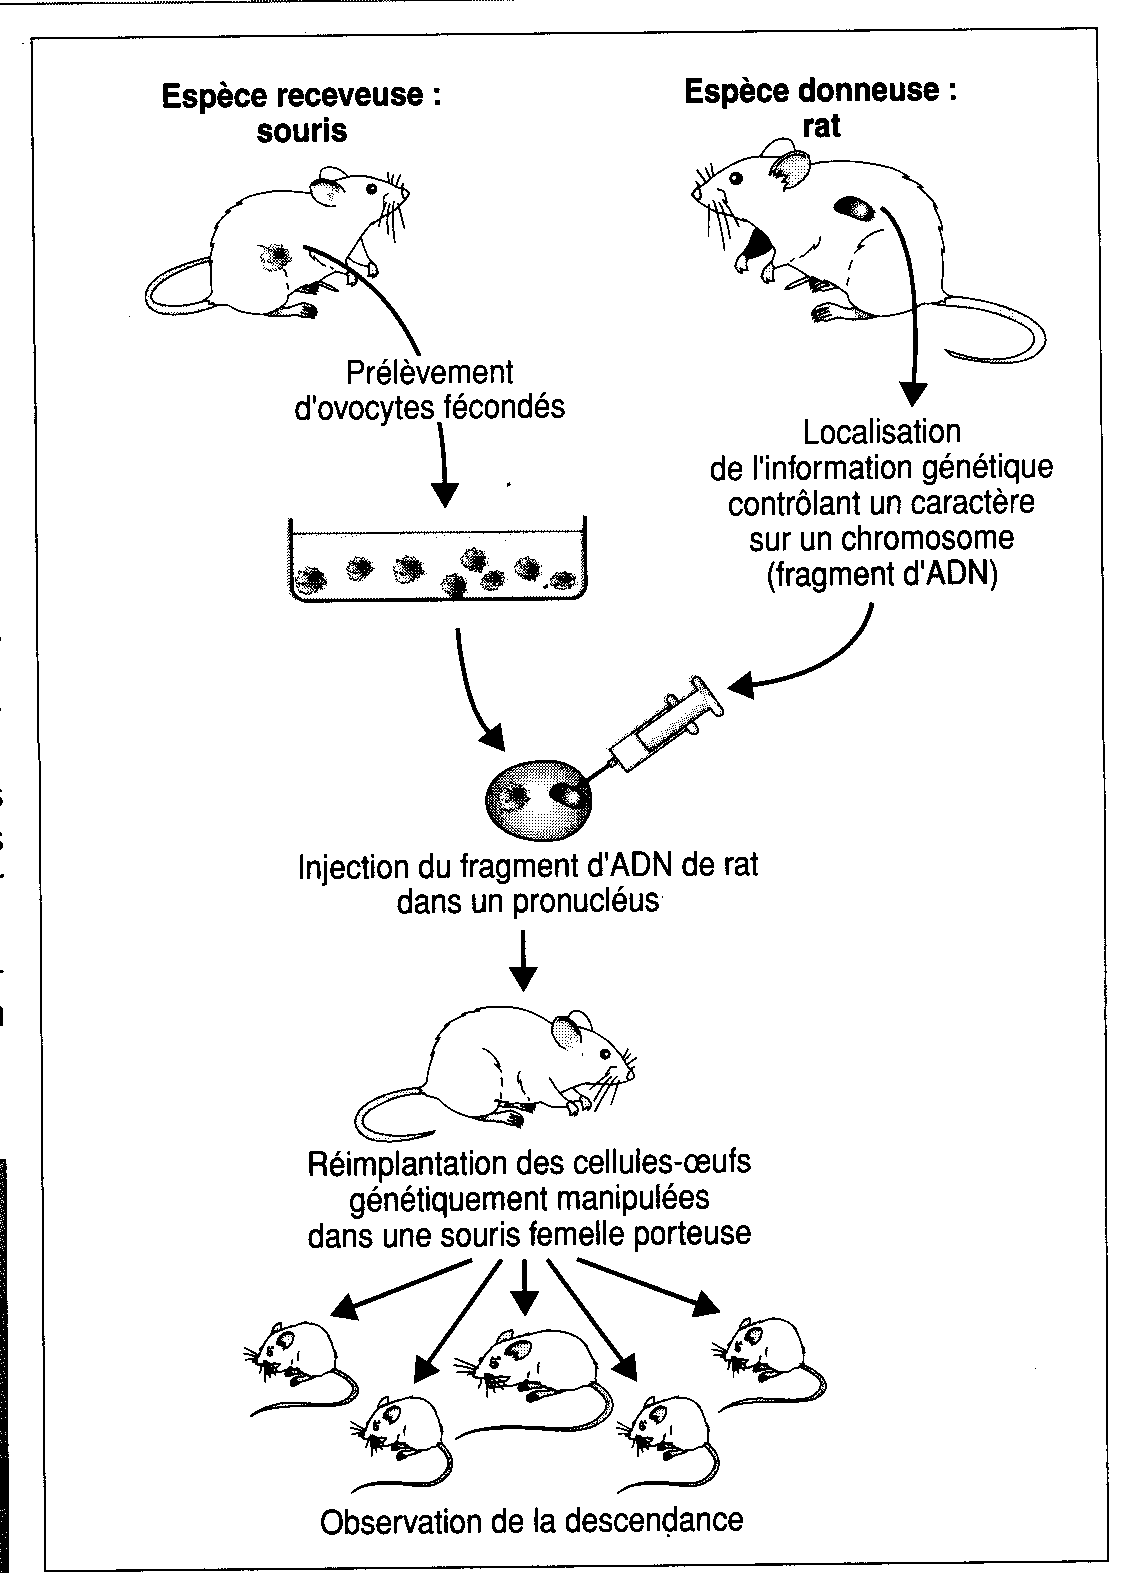 Espèce receveuse :
souris
Espèce donneuse :
rat
Prélèvement
d'ovocytes fécondés
Localisation
de l'information génétique
contrôlant un caractère
sur un chromosome
(fragment d'ADN)
Injection du fragment d'ADN de rat
dans un pronucléus
Réimplantation des cellules-œufs
génétiquement manipulées
dans une souris femelle porteuse
Observation de la descendance